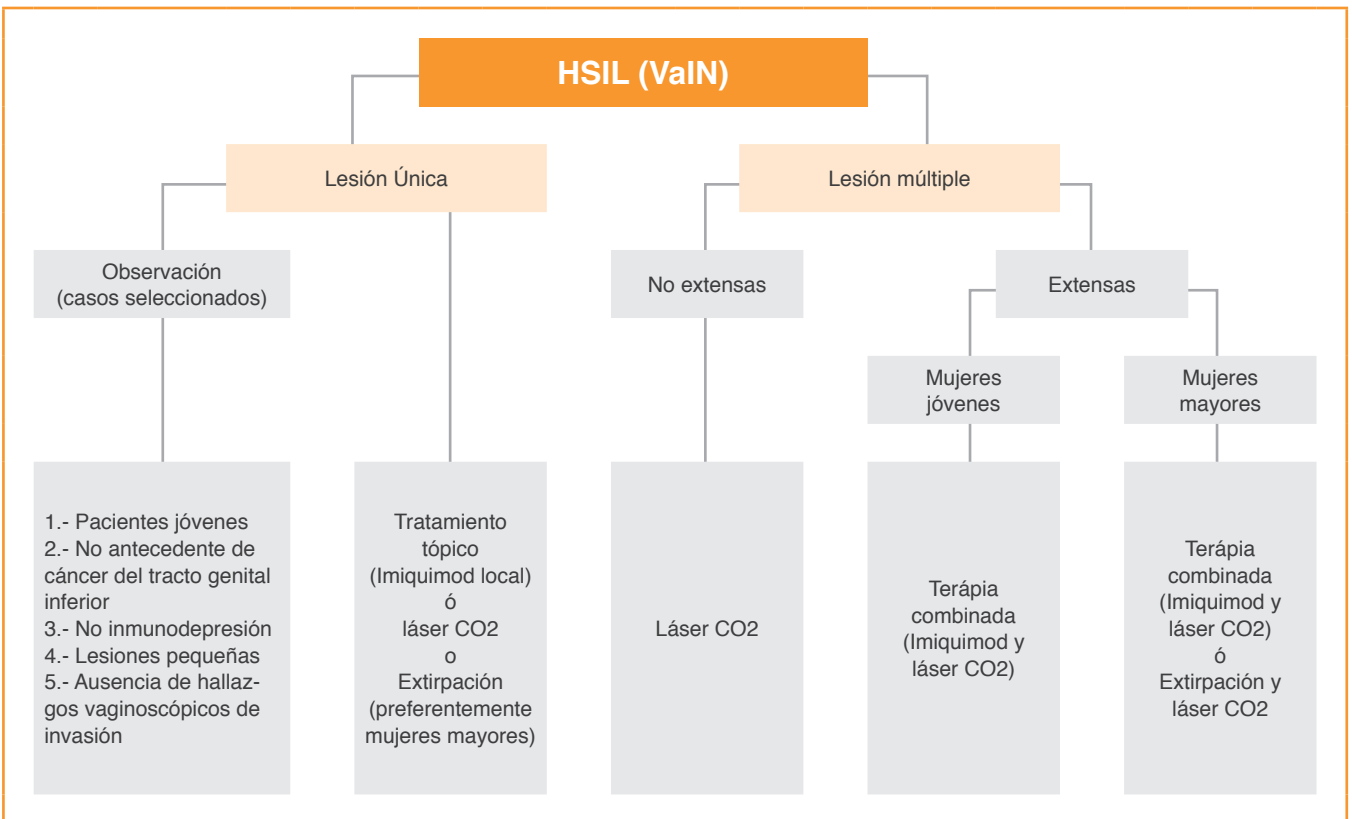 HSIL (VaIN)
Lesión Única
Lesión múltiple
Observación
(casos seleccionados)
No extensas
Extensas
Mujeres
jóvenes
Mujeres
mayores
1.- Pacientes jóvenes
2.- No antecedente de
cáncer del tracto genital
inferior
3.- No inmunodepresión
4.- Lesiones pequeñas
5.- Ausencia de hallaz-
gos vaginoscópicos de
invasión
Tratamiento
tópico
(Imiquimod local)
ó
láser CO2
o
Extirpación
(preferentemente
mujeres mayores)
Láser CO2
Terápia
combinada
(Imiquimod y
láser CO2)
Terápia
combinada
(Imiquimod y
láser CO2)
ó
Extirpación y
láser CO2